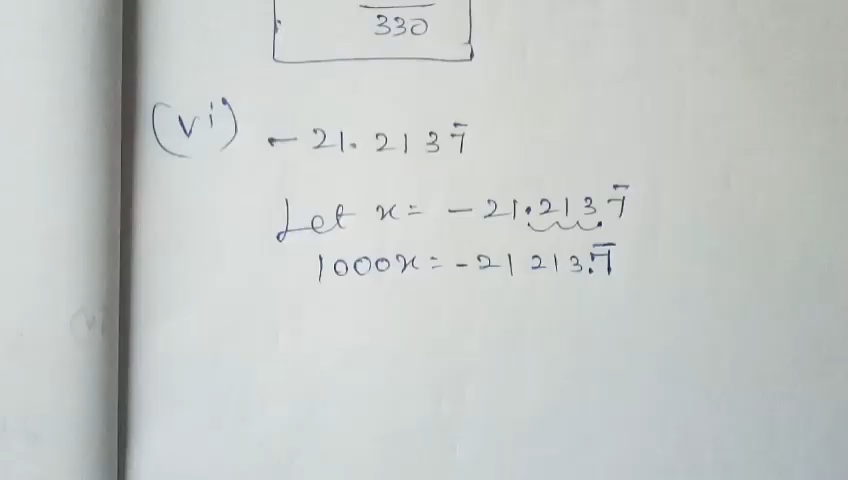 330
(vi) - 21.2137̅
Let x = - 21.2137̅
1000x = - 21213.7̅